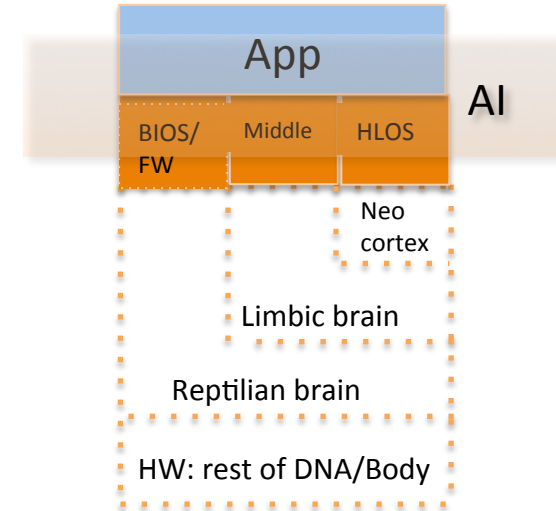 App
AI
BIOS/
FW
Middle
HLOS
Neo
cortex
Limbic brain
Reptilian brain
HW: rest of DNA/Body